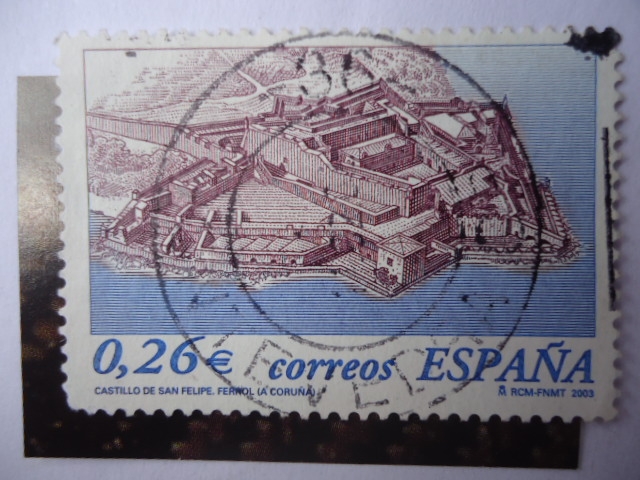 0,26€ correos ESPAÑA
CASTILLO DE SAN FELIPE. FERROL (A CORUÑA)
RCM-FNMT 2003